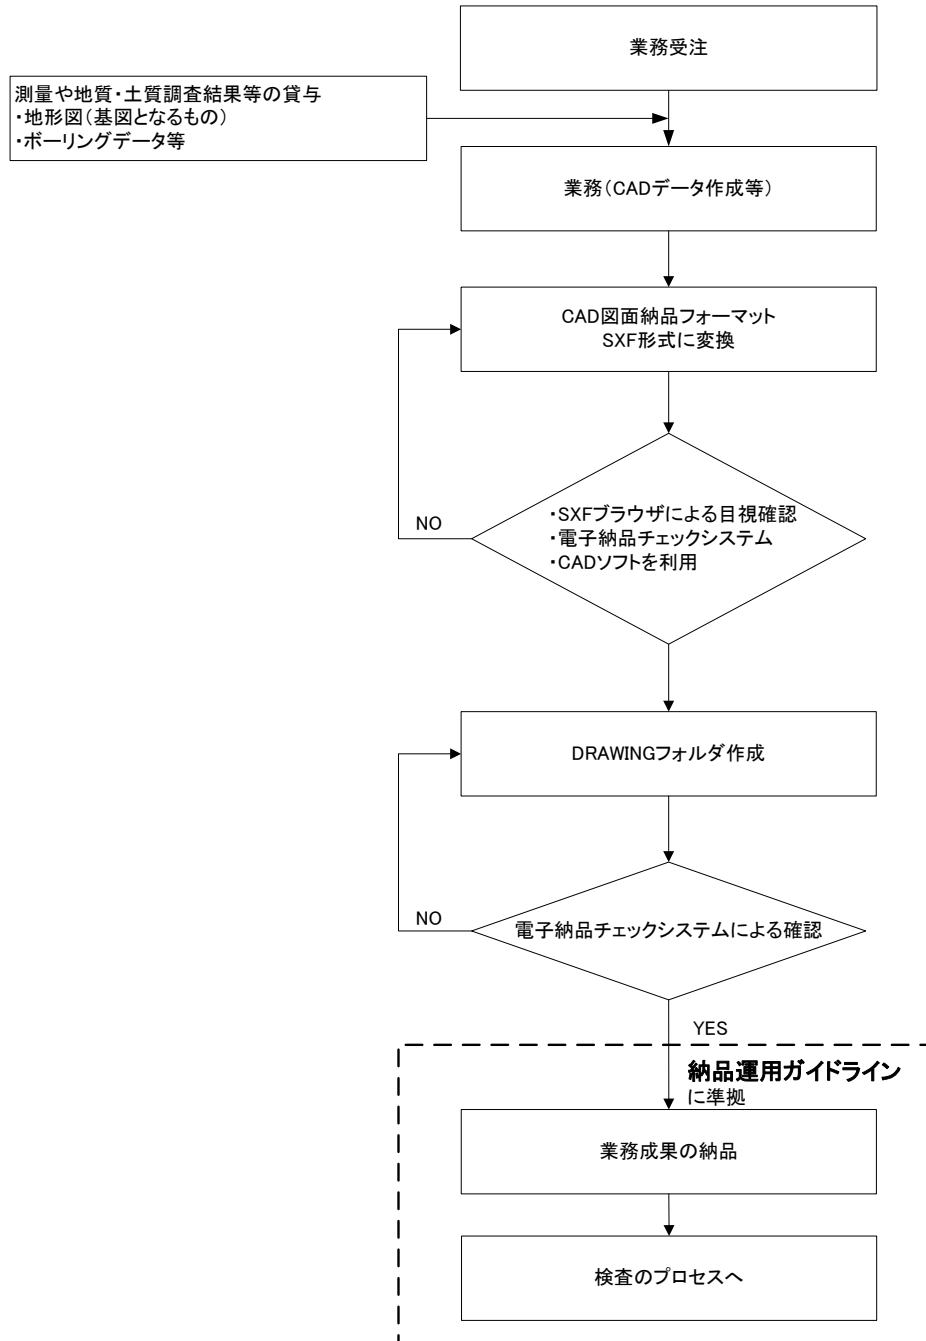 業務受注
測量や地質・土質調査結果等の貸与
・地形図(基図となるもの)
・ボーリングデータ等
業務(CADデータ作成等)
CAD図面納品フォーマット
SXF形式に変換
NO
・SXFブラウザによる目視確認
・電子納品チェックシステム
・CADソフトを利用
DRAWINGフォルダ作成
NO
電子納品チェックシステムによる確認
YES
納品運用ガイドライン
に準拠
業務成果の納品
検査のプロセスへ